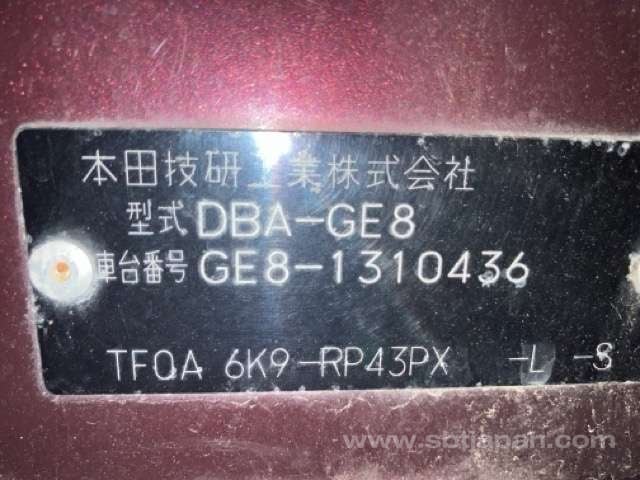 本田技研工業株式会社
型式 DBA-GE8
車台番号 GE8-1310436
TF0A 6K9-RP43PX -L -S
www.sbtjapan.com